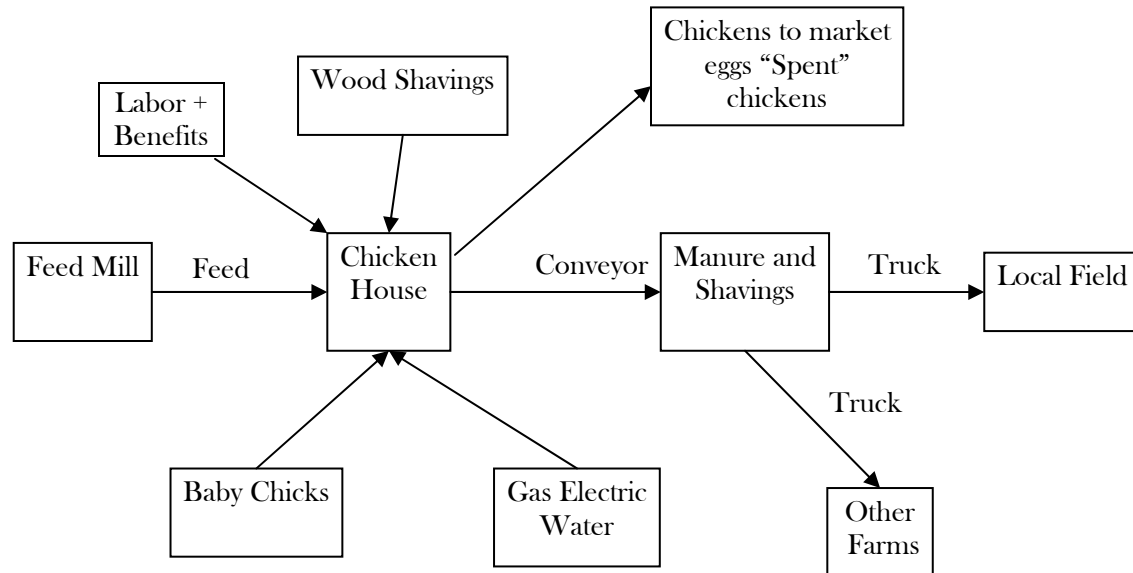 Chickens to market
eggs “Spent”
chickens
Wood Shavings
Labor +
Benefits
Feed Mill
Feed
Chicken
House
Conveyor
Manure and
Shavings
Truck
Local Field
Truck
Baby Chicks
Gas Electric
Water
Other
Farms